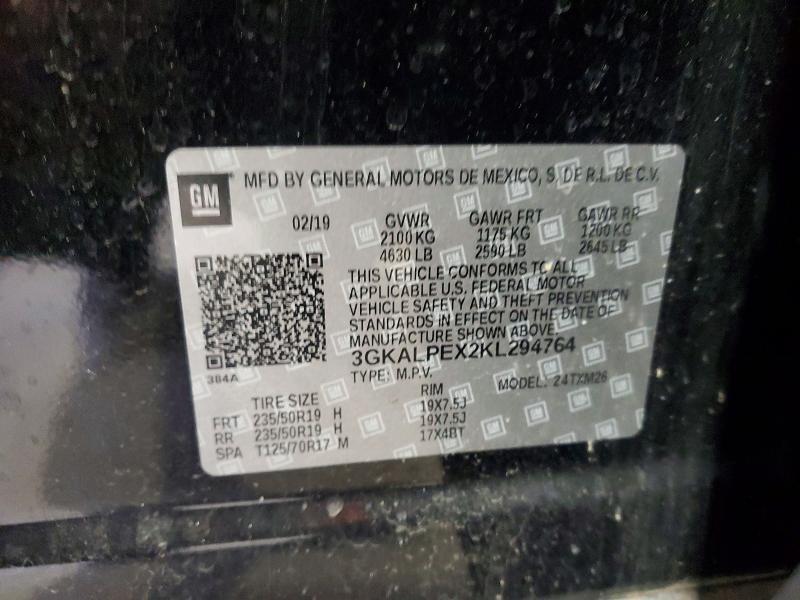 GM
MFD BY GENERAL MOTORS DE MEXICO, S. DE R.L. DE C.V.
02/19 GVWR GAWR FRT GAWR RR
2100 KG 1175 KG 1200 KG
4630 LB 2590 LB 2645 LB
THIS VEHICLE CONFORMS TO ALL
APPLICABLE U.S. FEDERAL MOTOR
VEHICLE SAFETY AND THEFT PREVENTION
STANDARDS IN EFFECT ON THE DATE OF
MANUFACTURE SHOWN ABOVE.
3GKALPEX2KL294764
384A
TYPE: M.P.V. MODEL: Z4TXM26
TIRE SIZE RIM
FRT 235/50R19 H 19X7.5J
RR 235/50R19 H 19X7.5J
SPA T125/70R17 M 17X4BT